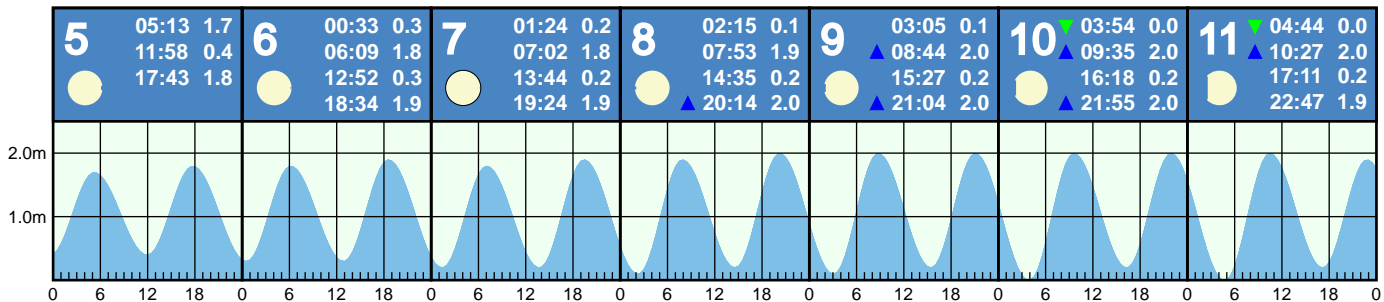 5
05:13 1.7
11:58 0.4
17:43 1.8
6
00:33 0.3
06:09 1.8
12:52 0.3
18:34 1.9
7
01:24 0.2
07:02 1.8
13:44 0.2
19:24 1.9
8
02:15 0.1
07:53 1.9
14:35 0.2
▲ 20:14 2.0
9
03:05 0.1
▲ 08:44 2.0
15:27 0.2
▲ 21:04 2.0
10
▼ 03:54 0.0
▲ 09:35 2.0
16:18 0.2
▲ 21:55 2.0
11
▼ 04:44 0.0
▲ 10:27 2.0
17:11 0.2
22:47 1.9
2.0m
1.0m
0 6 12 18 0 6 12 18 0 6 12 18 0 6 12 18 0 6 12 18 0 6 12 18 0 6 12 18 0